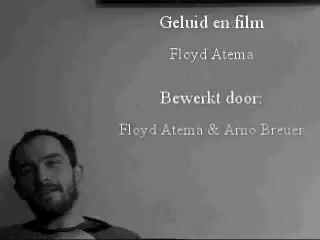 Geluid en film
Floyd Atema
Bewerkt door:
Floyd Atema & Arno Breuer